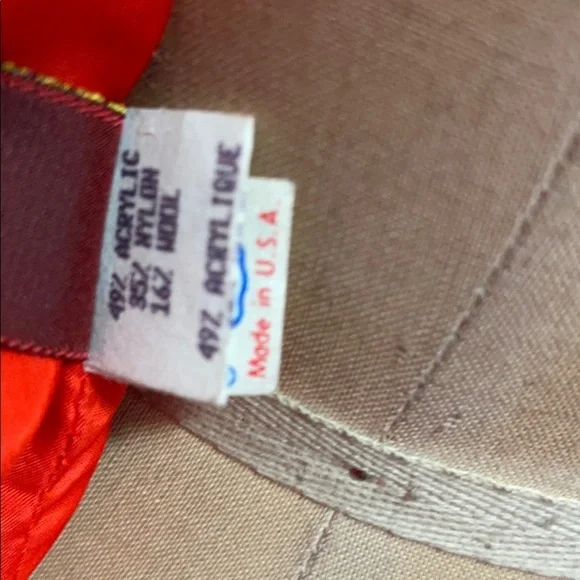 49% ACRYLIC
35% NYLON
16% WOOL
49% ACRYLIQUE
Made in U.S.A.